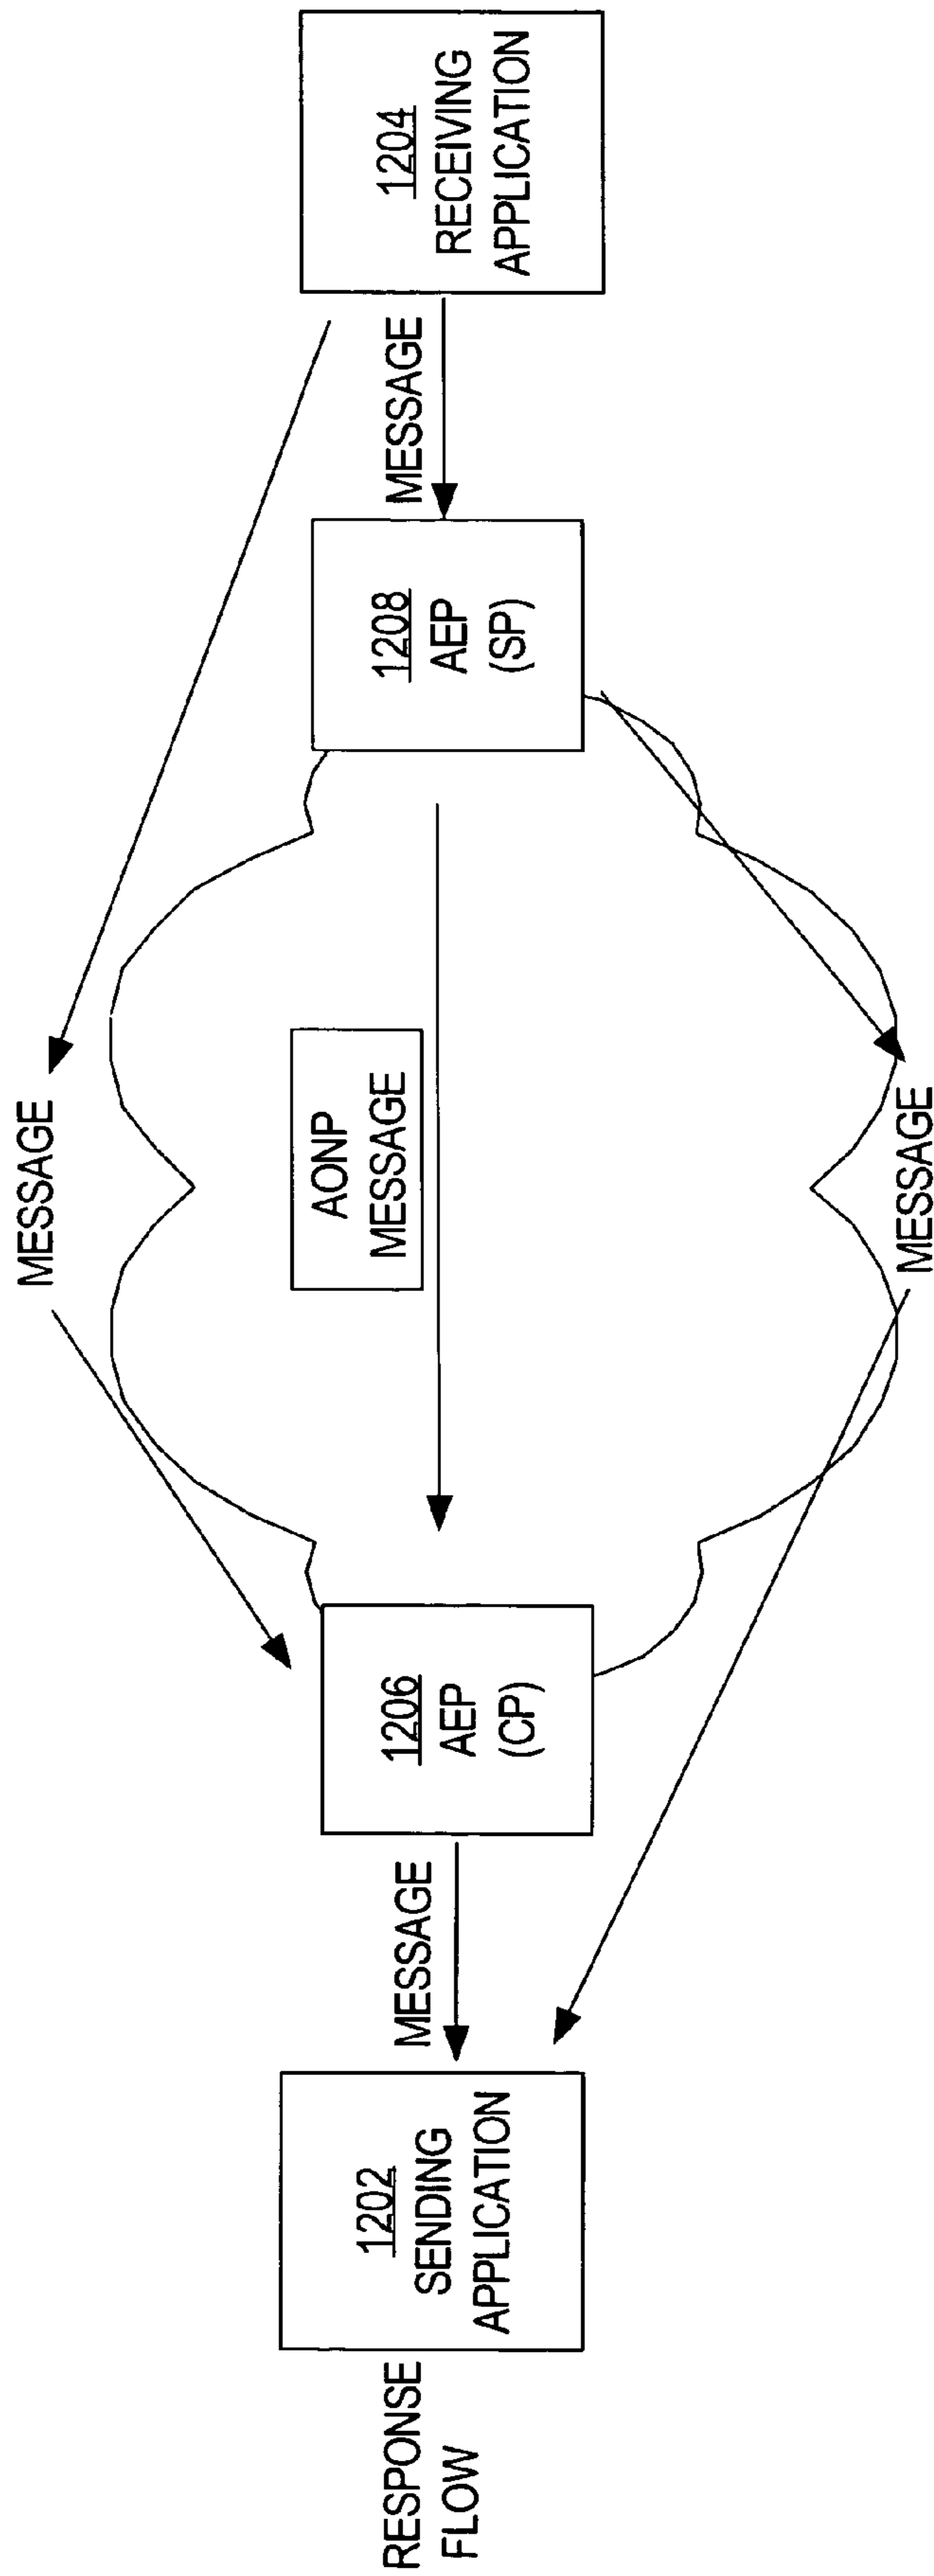 MESSAGE
RESPONSE
FLOW
1202
SENDING
APPLICATION
MESSAGE
1206
AEP
(CP)
AONP
MESSAGE
1208
AEP
(SP)
MESSAGE
1204
RECEIVING
APPLICATION
MESSAGE